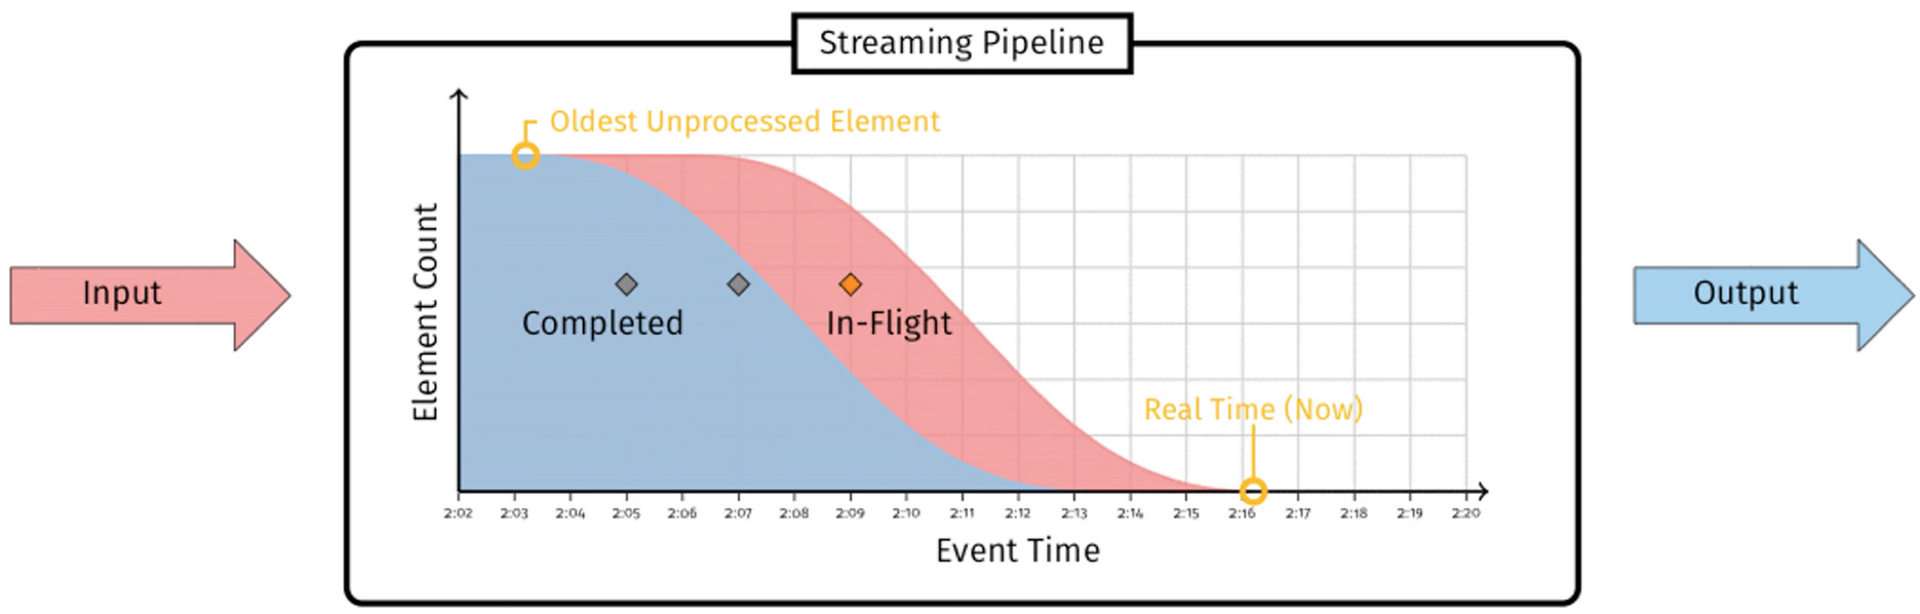 Streaming Pipeline
Oldest Unprocessed Element
Element Count
Input
Completed
In-Flight
Output
Real Time (Now)
2:02 2:03 2:04 2:05 2:06 2:07 2:08 2:09 2:10 2:11 2:12 2:13 2:14 2:15 2:16 2:17 2:18 2:19 2:20
Event Time